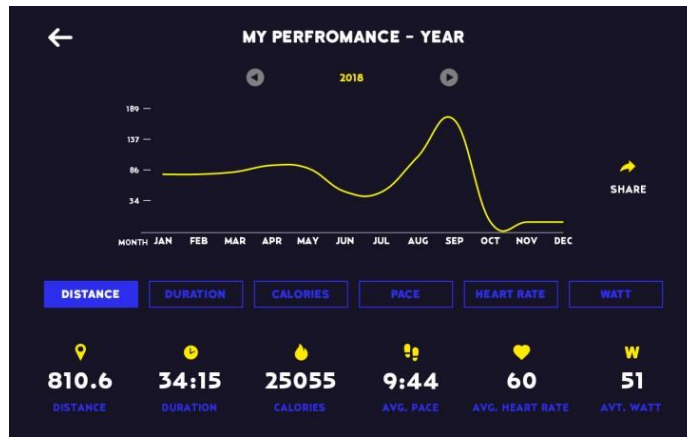 MY PERFROMANCE - YEAR
2018
189
137
86
34
SHARE
MONTH JAN FEB MAR APR MAY JUN JUL AUG SEP OCT NOV DEC
DISTANCE DURATION CALORIES PACE HEART RATE WATT
W
810.6 34:15 25055 9:44 60 51
DISTANCE DURATION CALORIES AVG. PACE AVG. HEART RATE AVT. WATT